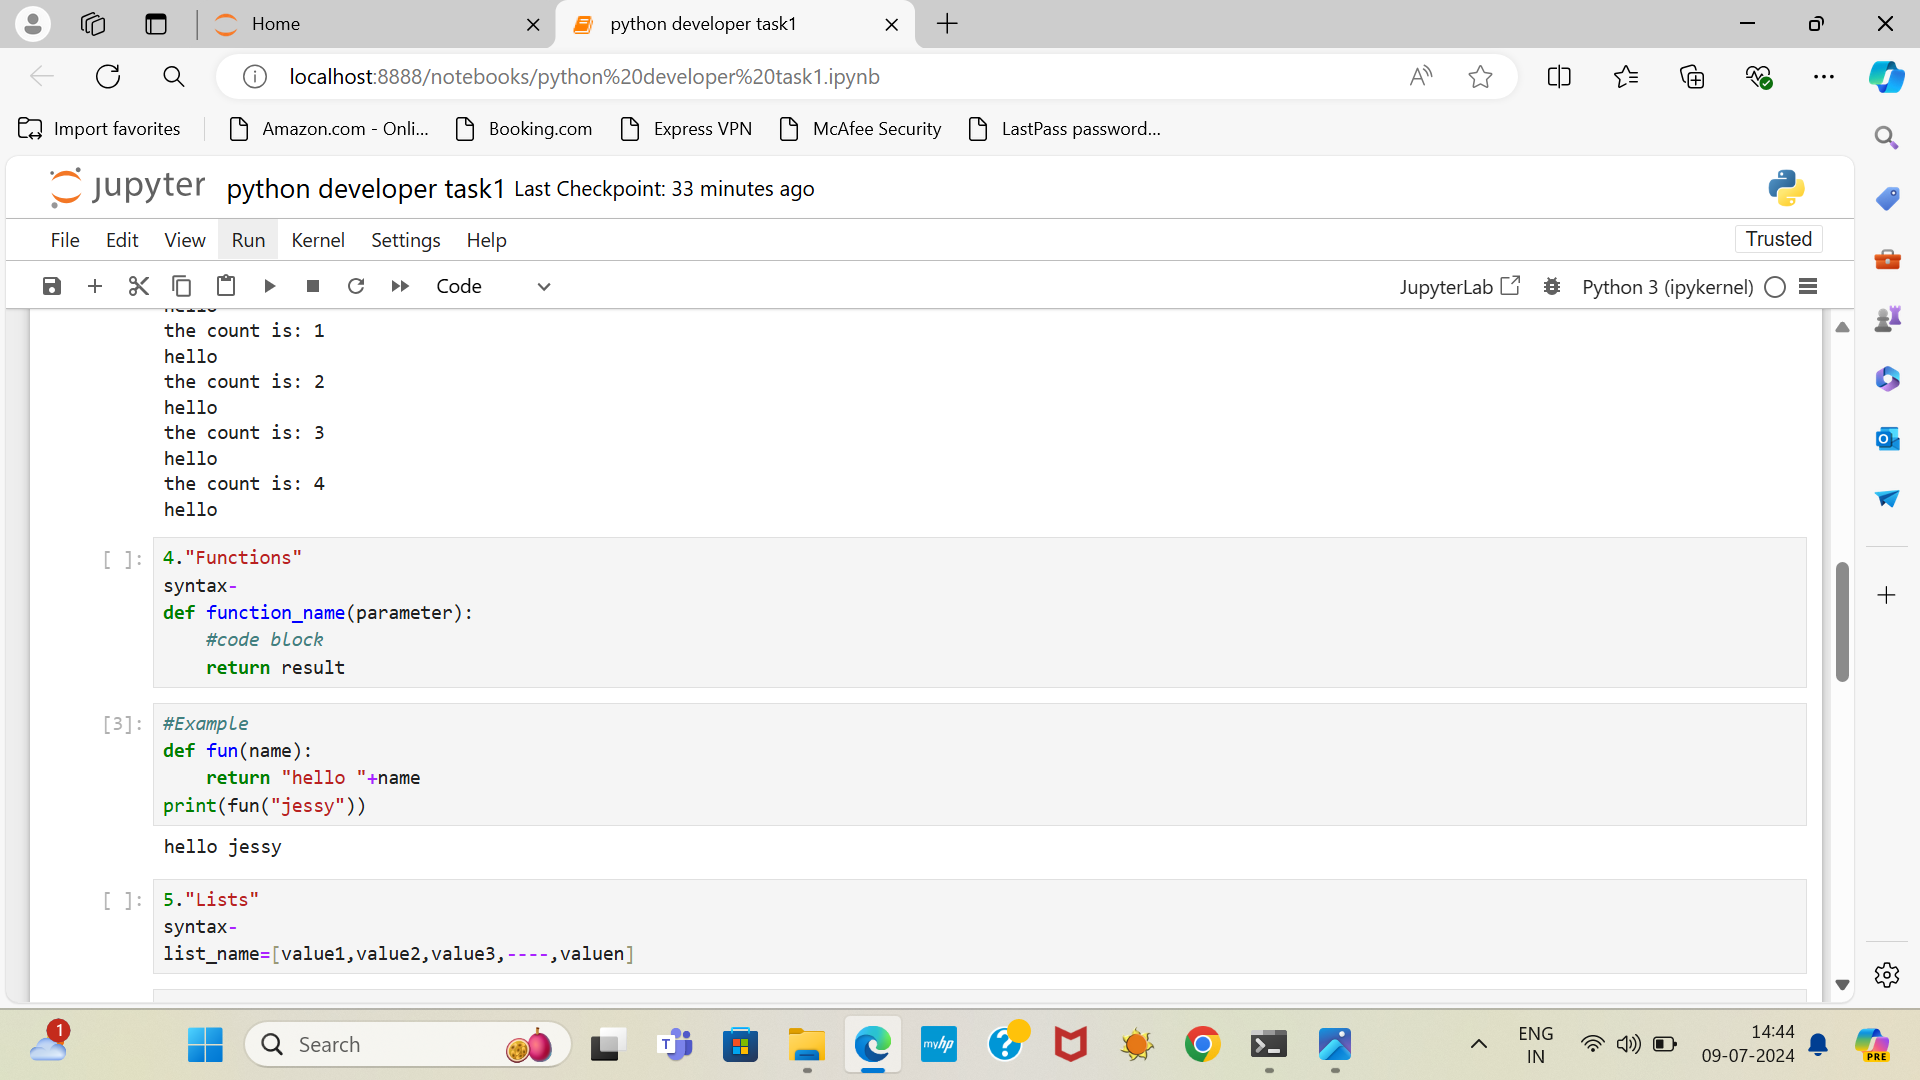 Home
python developer task1
localhost:8888/notebooks/python%20developer%20task1.ipynb
Import favorites
Amazon.com - Onli...
Booking.com
Express VPN
McAfee Security
LastPass password...
jupyter python developer task1 Last Checkpoint: 33 minutes ago
File Edit View Run Kernel Settings Help
Trusted
Code
JupyterLab
Python 3 (ipykernel)
hello
the count is: 1
hello
the count is: 2
hello
the count is: 3
hello
the count is: 4
hello
[ ]:
4."Functions"
syntax-
def function_name(parameter):
#code block
return result
[3]:
#Example
def fun(name):
return "hello "+name
print(fun("jessy"))
hello jessy
[ ]:
5."Lists"
syntax-
list_name=[value1,value2,value3,----,valuen]
1
Search
T
myhp
ENG
IN
14:44
09-07-2024
PRE